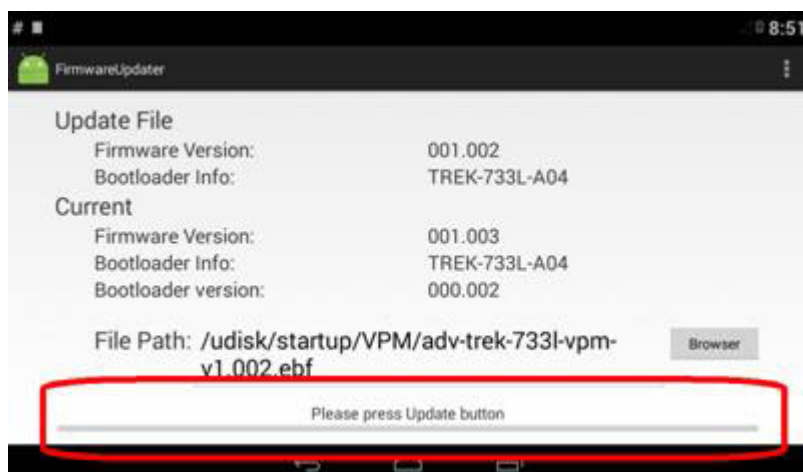 # 8:51
FirmwareUpdater
Update File
Firmware Version: 001.002
Bootloader Info: TREK-733L-A04
Current
Firmware Version: 001.003
Bootloader Info: TREK-733L-A04
Bootloader version: 000.002
File Path: /udisk/startup/VPM/adv-trek-733l-vpm-
v1.002.ebf
Browser
Please press Update button